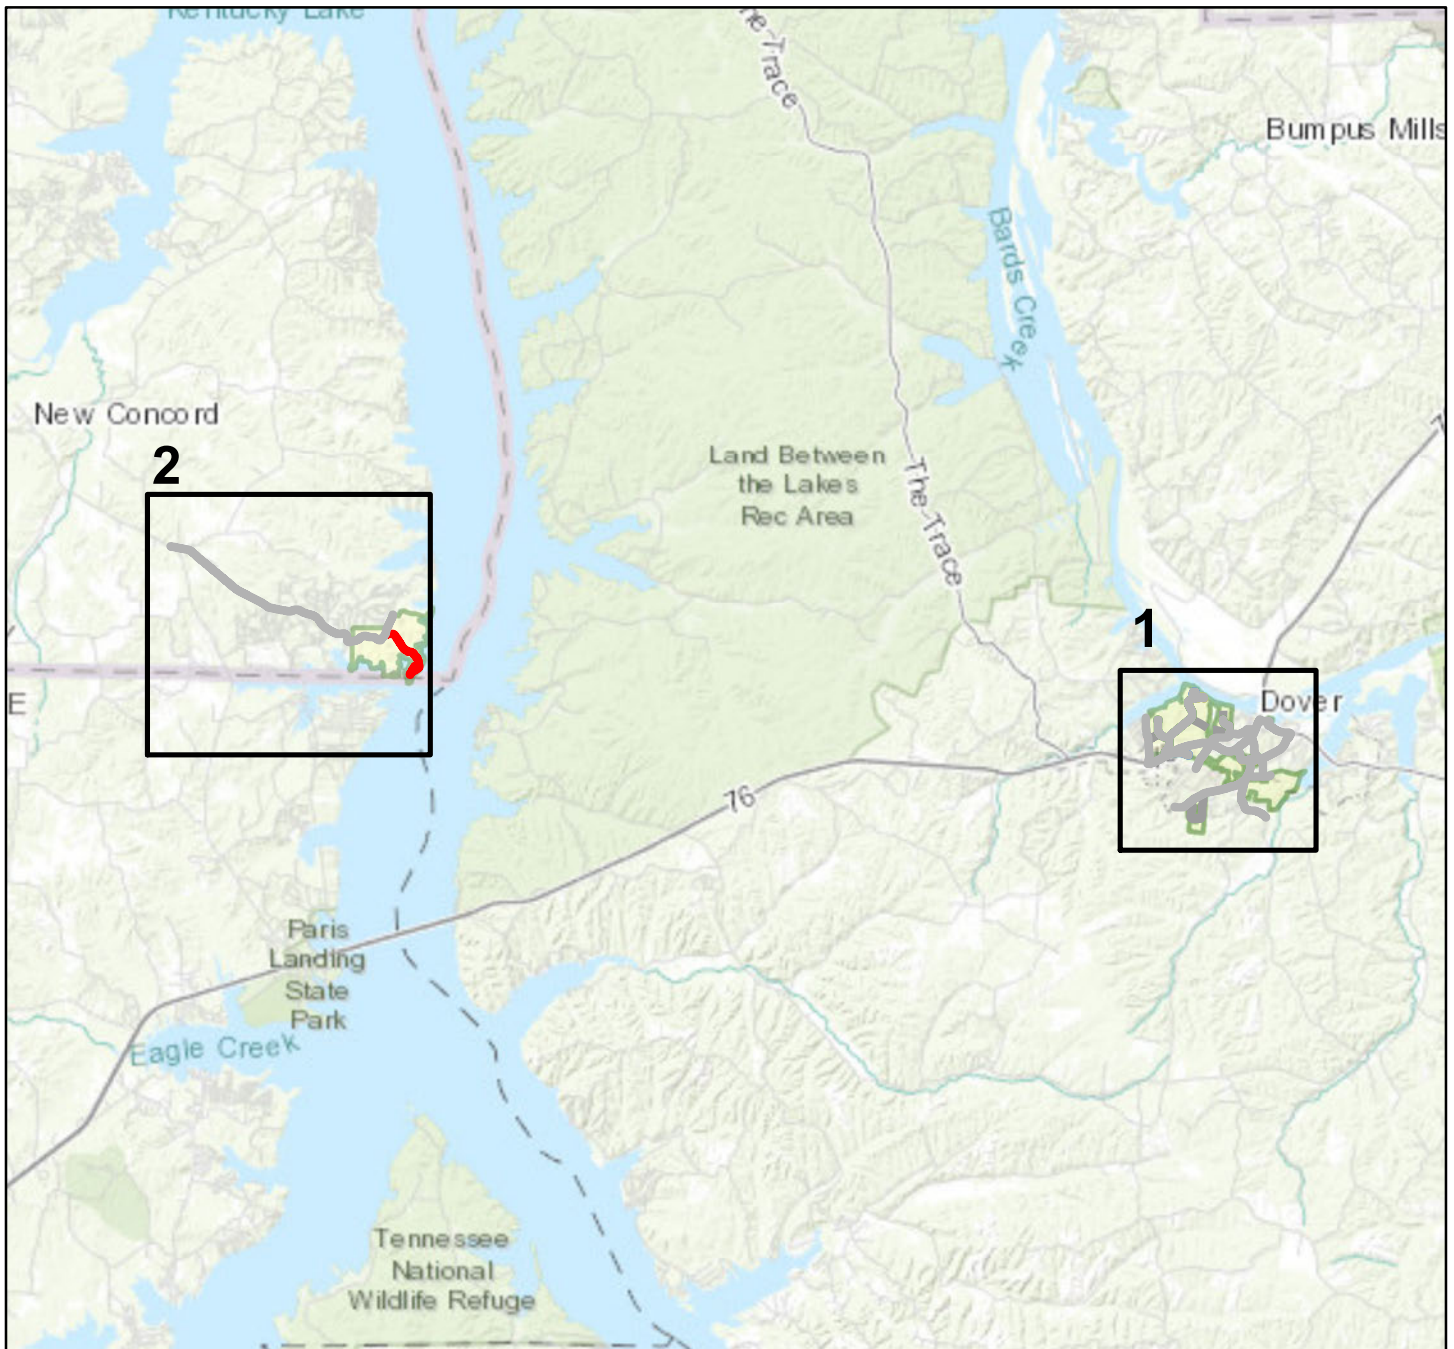 Kentucky Lake
The Trace
Bumpus Mills
Bards Creek
New Concord
2
Land Between
the Lakes
Rec Area
The Trace
1
E
Dover
76
Paris
Landing
State
Park
Eagle Creek
Tennessee
National
Wildlife Refuge